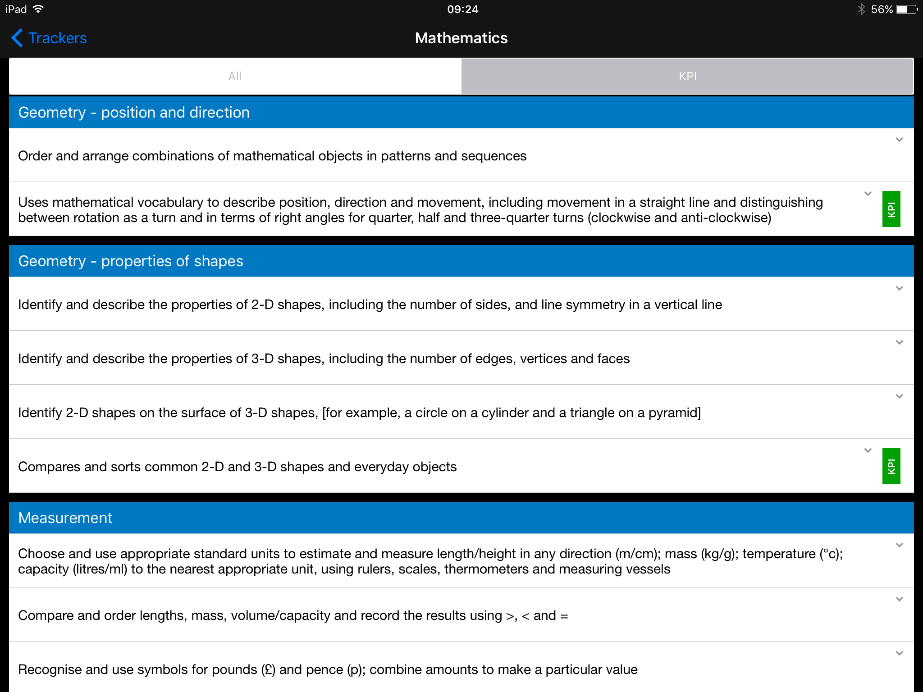 iPad 09:24 56%
Trackers Mathematics
All KPI
Geometry - position and direction
Order and arrange combinations of mathematical objects in patterns and sequences
Uses mathematical vocabulary to describe position, direction and movement, including movement in a straight line and distinguishing
between rotation as a turn and in terms of right angles for quarter, half and three-quarter turns (clockwise and anti-clockwise)
KPI
Geometry - properties of shapes
Identify and describe the properties of 2-D shapes, including the number of sides, and line symmetry in a vertical line
Identify and describe the properties of 3-D shapes, including the number of edges, vertices and faces
Identify 2-D shapes on the surface of 3-D shapes, [for example, a circle on a cylinder and a triangle on a pyramid]
Compares and sorts common 2-D and 3-D shapes and everyday objects
KPI
Measurement
Choose and use appropriate standard units to estimate and measure length/height in any direction (m/cm); mass (kg/g); temperature (°c);
capacity (litres/ml) to the nearest appropriate unit, using rulers, scales, thermometers and measuring vessels
Compare and order lengths, mass, volume/capacity and record the results using >, < and =
Recognise and use symbols for pounds (£) and pence (p); combine amounts to make a particular value